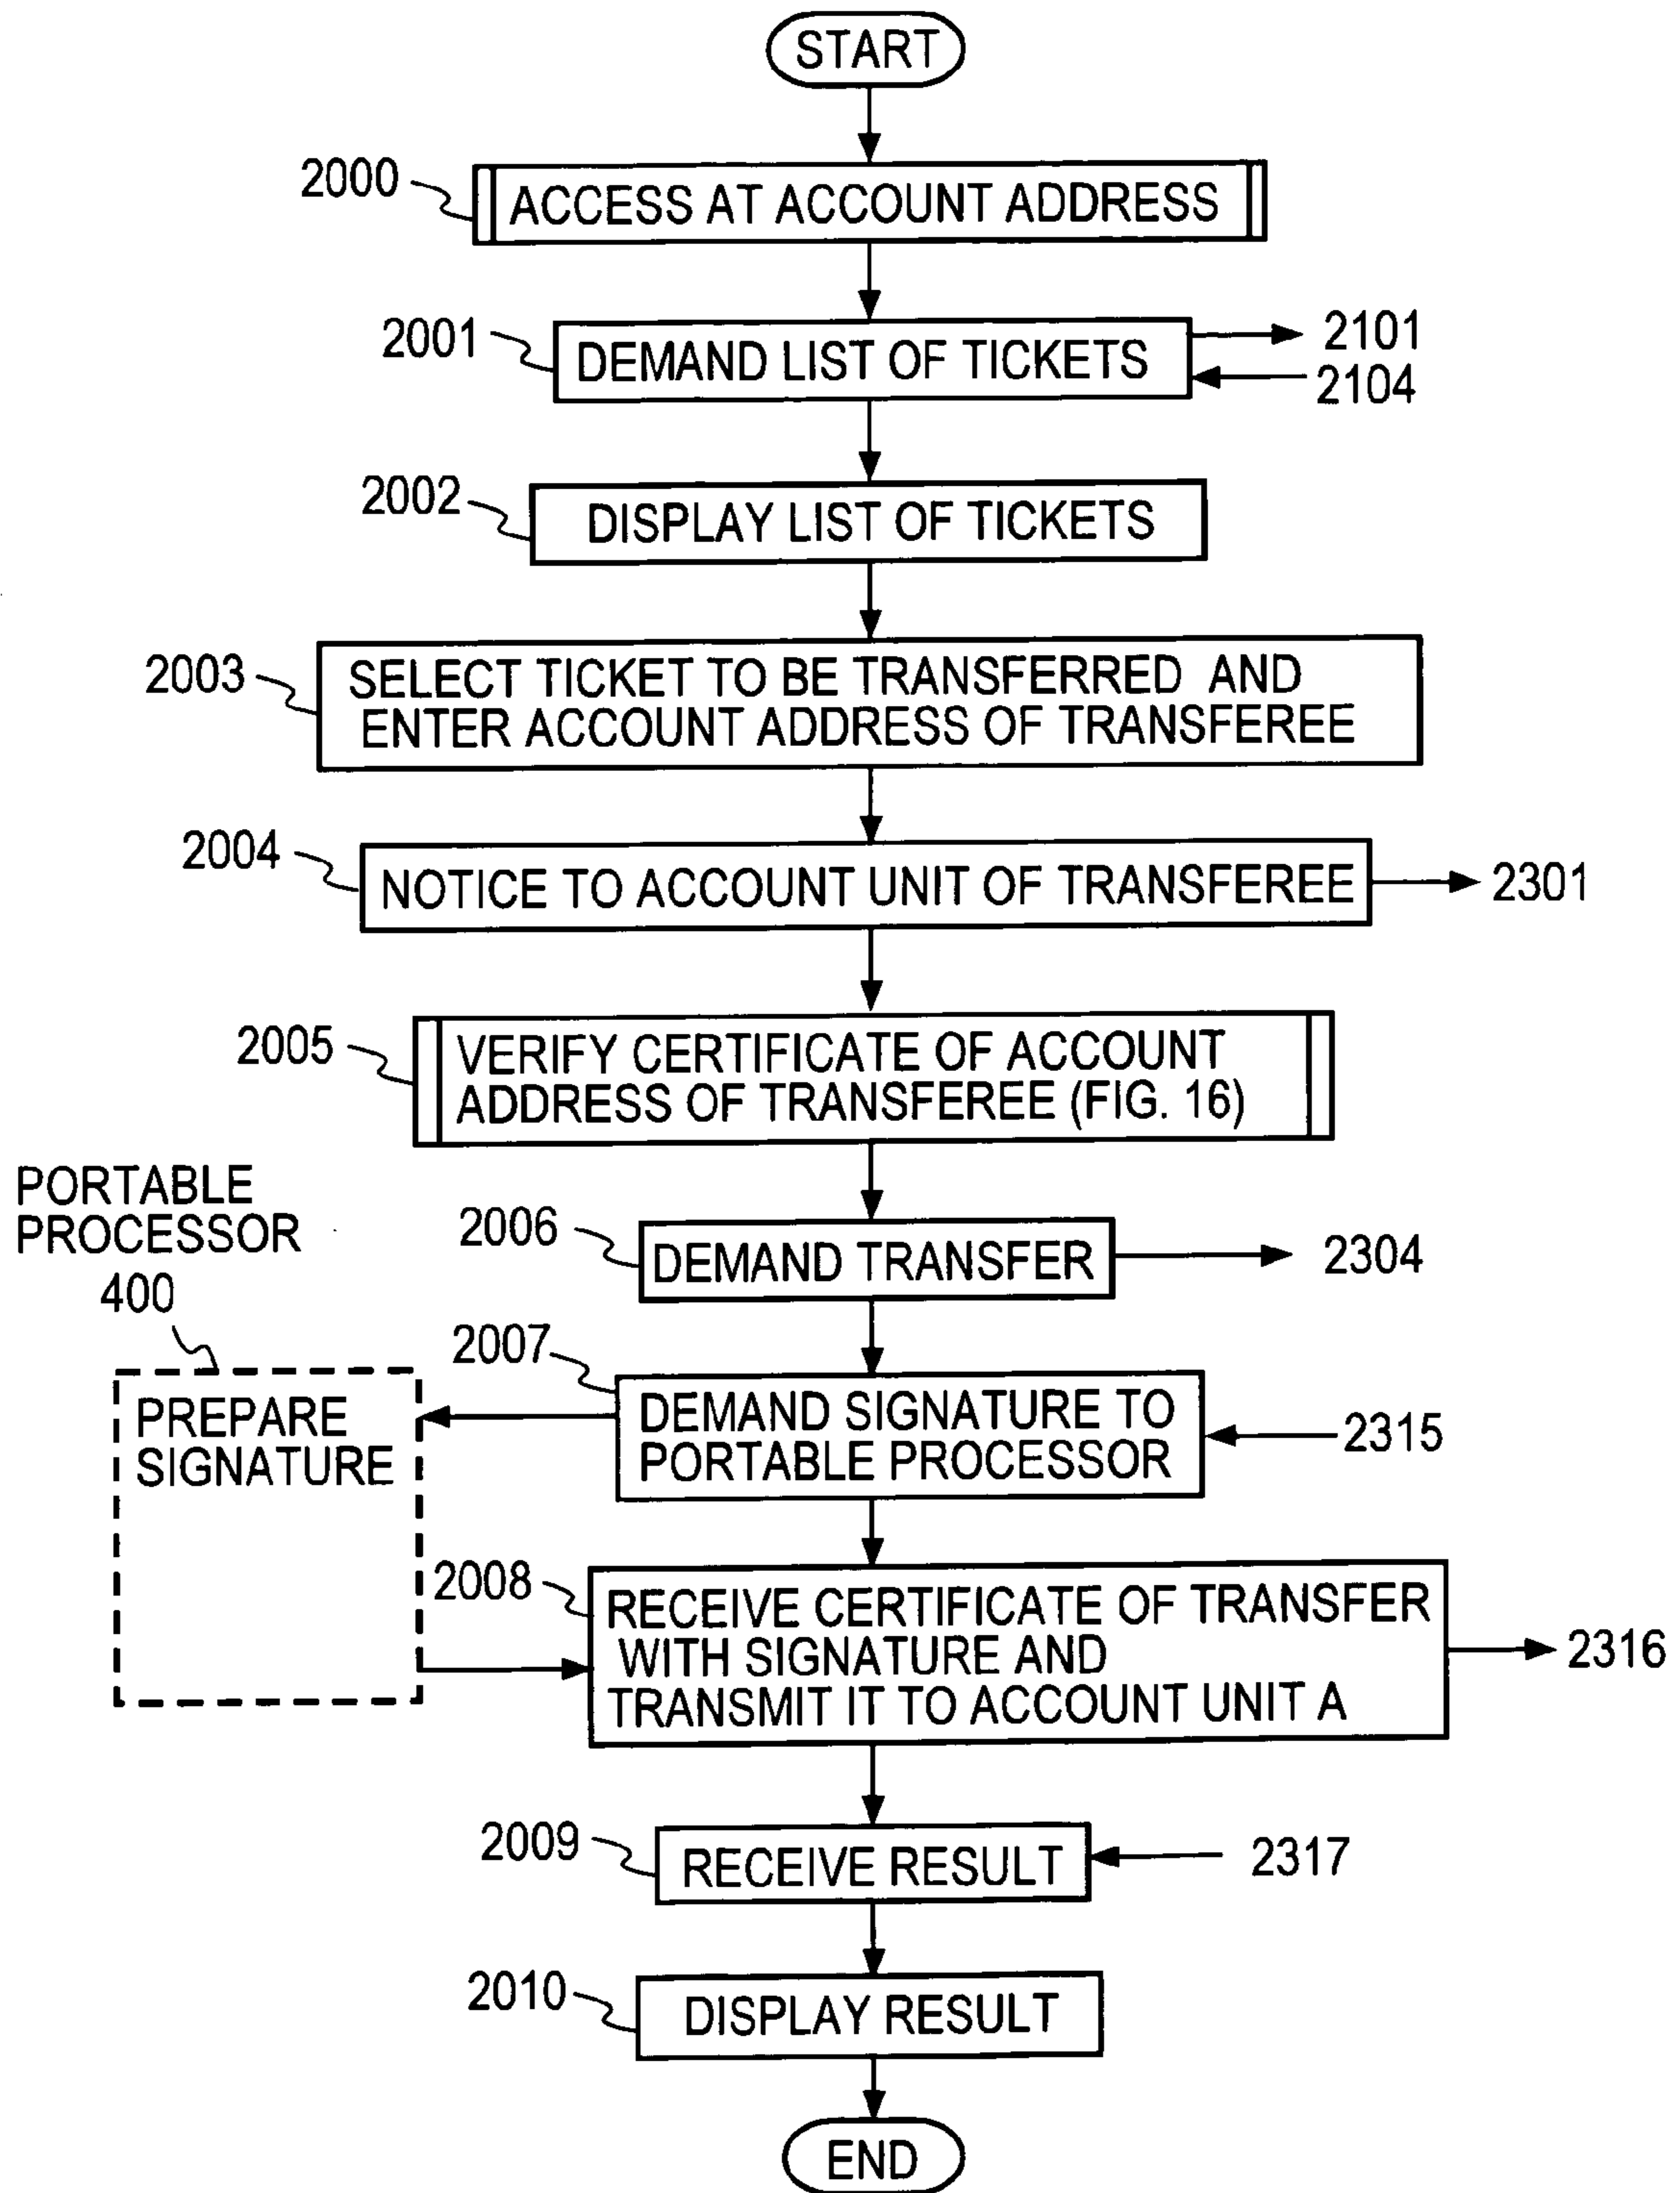 START
2000
ACCESS AT ACCOUNT ADDRESS
2001
DEMAND LIST OF TICKETS
2101
2104
2002
DISPLAY LIST OF TICKETS
2003
SELECT TICKET TO BE TRANSFERRED AND
ENTER ACCOUNT ADDRESS OF TRANSFEREE
2004
NOTICE TO ACCOUNT UNIT OF TRANSFEREE
2301
2005
VERIFY CERTIFICATE OF ACCOUNT
ADDRESS OF TRANSFEREE (FIG. 16)
PORTABLE
PROCESSOR
400
2006
DEMAND TRANSFER
2304
2007
PREPARE
SIGNATURE
DEMAND SIGNATURE TO
PORTABLE PROCESSOR
2315
2008
RECEIVE CERTIFICATE OF TRANSFER
WITH SIGNATURE AND
TRANSMIT IT TO ACCOUNT UNIT A
2316
2009
RECEIVE RESULT
2317
2010
DISPLAY RESULT
END